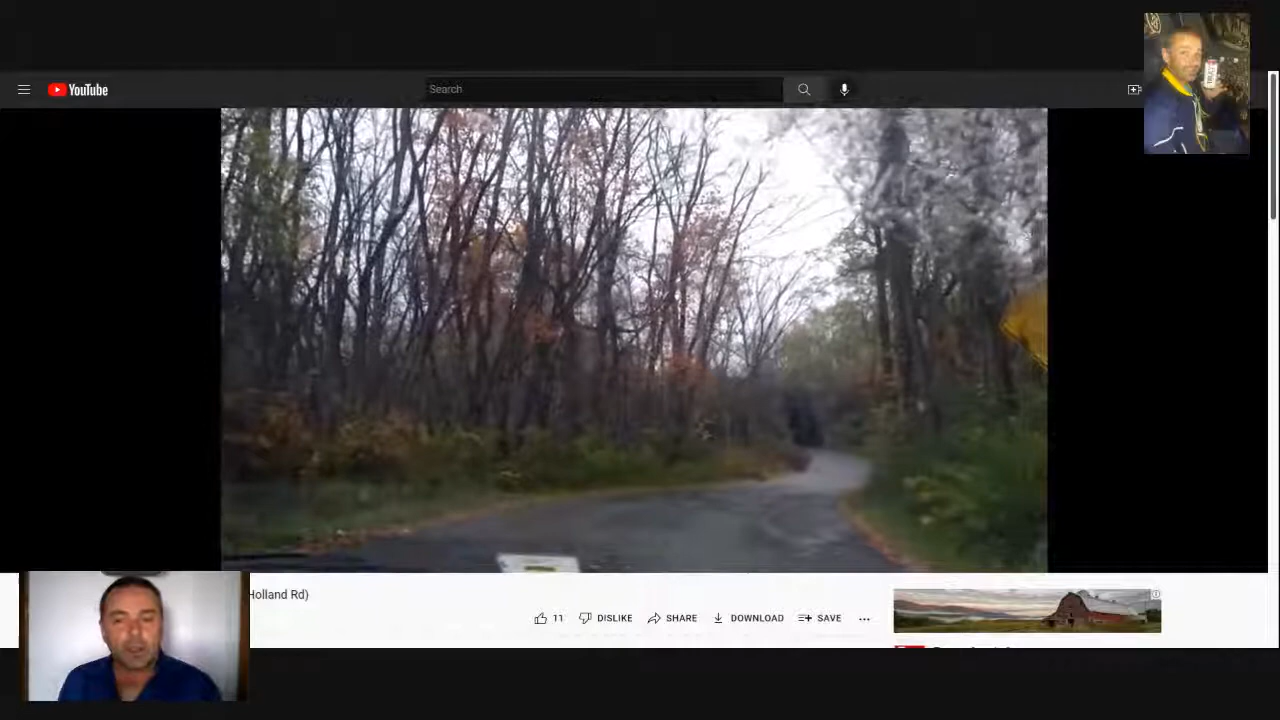 YouTube
Search
Holland Rd)
11
DISLIKE
SHARE
DOWNLOAD
SAVE